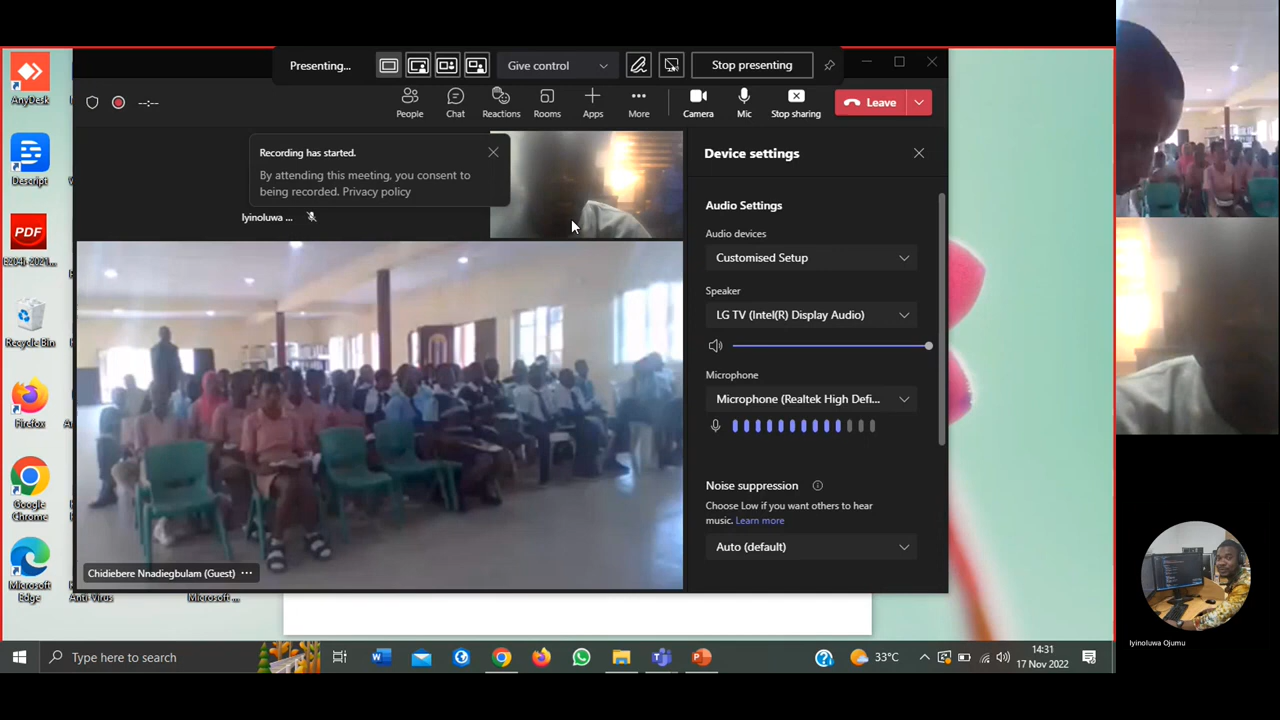 Presenting...
Give control
Stop presenting
--:--
People
Chat
Reactions
Rooms
Apps
More
Camera
Mic
Stop sharing
Leave
Recording has started.
By attending this meeting, you consent to
being recorded. Privacy policy
Iyinoluwa ...
Device settings
Audio Settings
Audio devices
Customised Setup
Speaker
LG TV (Intel(R) Display Audio)
Microphone
Microphone (Realtek High Defi...
Noise suppression
Choose Low if you want others to hear
music. Learn more
Auto (default)
Chidiebere Nnadiegbulam (Guest) ...
AnyDesk
Descript
PDF
E204i-2021...
Recycle Bin
Firefox
Google
Chrome
Microsoft
Edge
Anti-Virus
Microsoft ...
Iyinoluwa Ojumu
Type here to search
33°C
14:31
17 Nov 2022